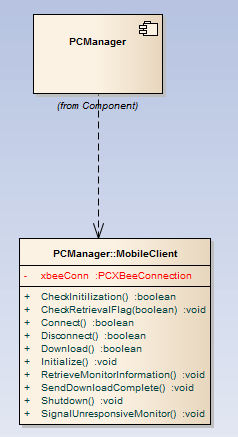 PCManager
(from Component)
PCManager::MobileClient
- xbeeConn :PCXBeeConnection
+ CheckInitilization() :boolean
+ CheckRetrievalFlag(boolean) :void
+ Connect() :boolean
+ Disconnect() :boolean
+ Download() :boolean
+ Initialize() :void
+ RetrieveMonitorInformation() :void
+ SendDownloadComplete() :void
+ Shutdown() :void
+ SignalUnresponsiveMonitor() :void